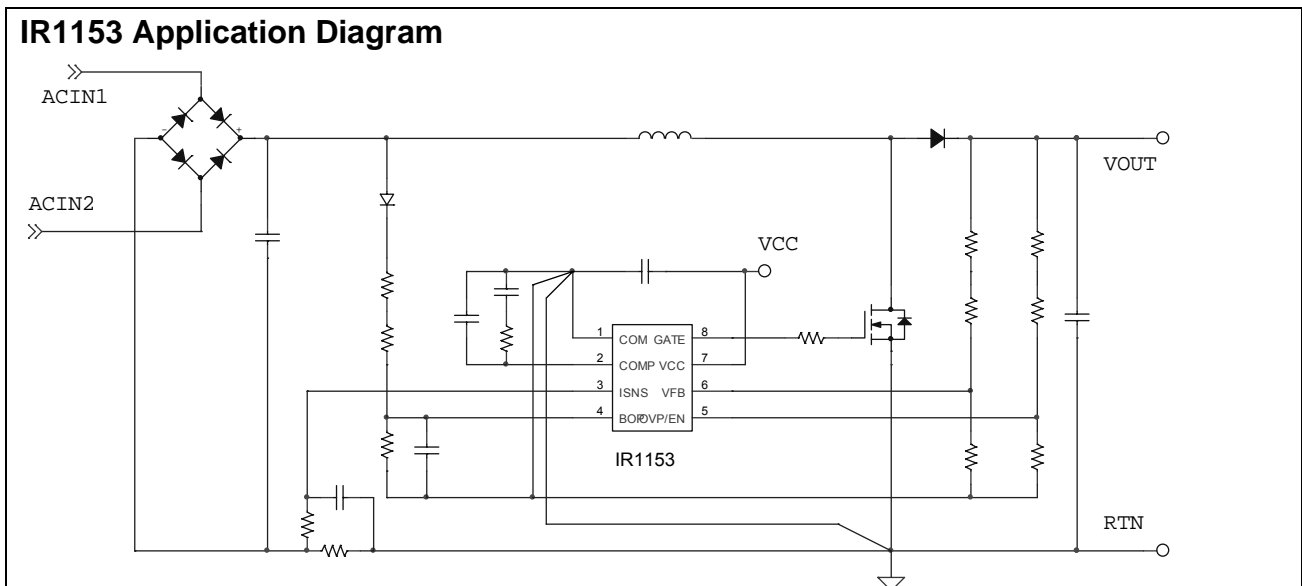 IR1153 Application Diagram
ACIN1
- +
VOUT
ACIN2
VCC
1 COM GATE 8
2 COMP VCC 7
3 ISNS VFB 6
4 BOP OVP/EN 5
IR1153
RTN